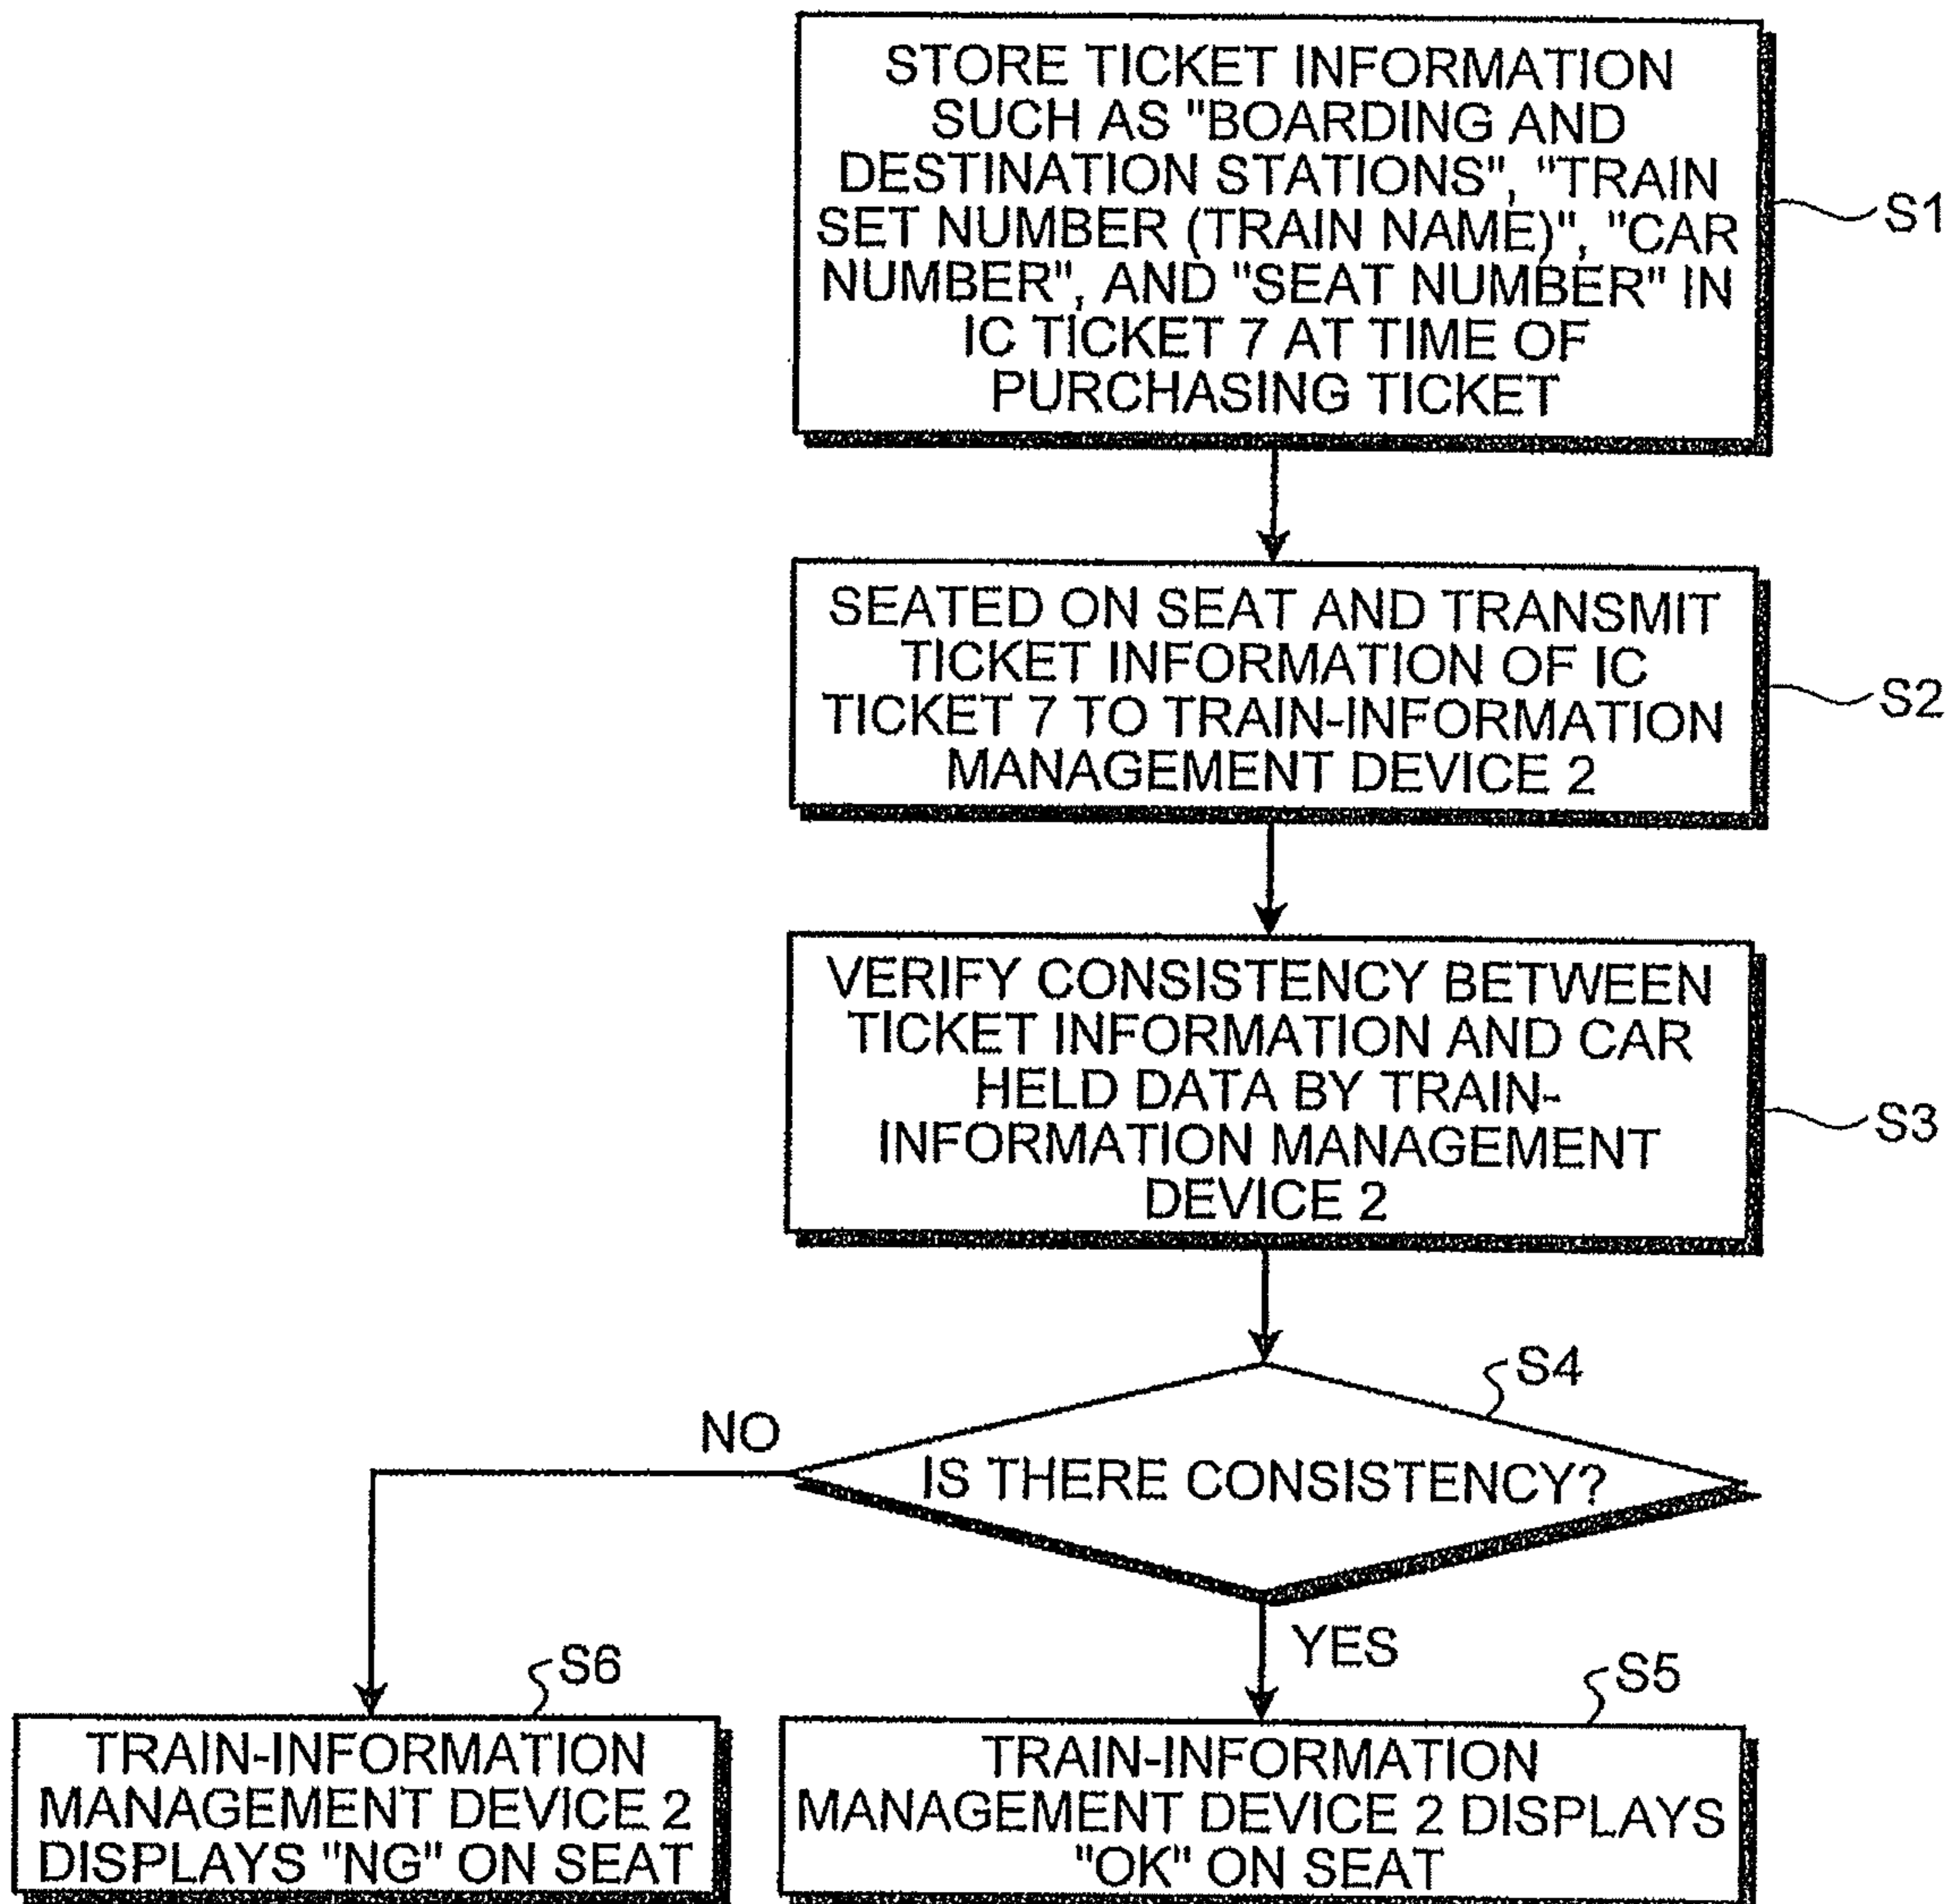 STORE TICKET INFORMATION
SUCH AS "BOARDING AND
DESTINATION STATIONS", "TRAIN
SET NUMBER (TRAIN NAME)", "CAR
NUMBER", AND "SEAT NUMBER" IN
IC TICKET 7 AT TIME OF
PURCHASING TICKET
S1
SEATED ON SEAT AND TRANSMIT
TICKET INFORMATION OF IC
TICKET 7 TO TRAIN-INFORMATION
MANAGEMENT DEVICE 2
S2
VERIFY CONSISTENCY BETWEEN
TICKET INFORMATION AND CAR
HELD DATA BY TRAIN-
INFORMATION MANAGEMENT
DEVICE 2
S3
S4
NO
IS THERE CONSISTENCY?
YES
S6
TRAIN-INFORMATION
MANAGEMENT DEVICE 2
DISPLAYS "NG" ON SEAT
S5
TRAIN-INFORMATION
MANAGEMENT DEVICE 2 DISPLAYS
"OK" ON SEAT